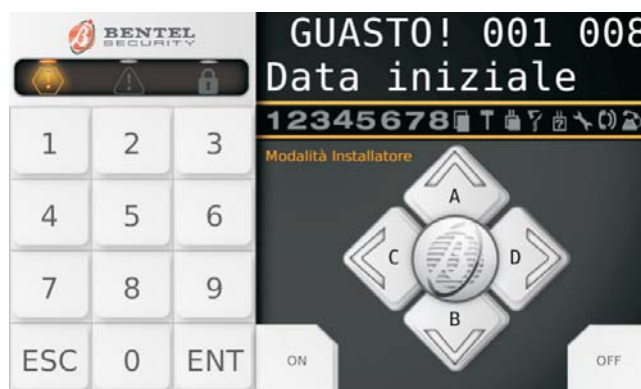 BENTEL
SECURITY
GUASTO! 001 008
Data iniziale
12345678
Modalità Installatore
1 2 3
4 5 6
7 8 9
ESC 0 ENT
A
C D
B
ON OFF